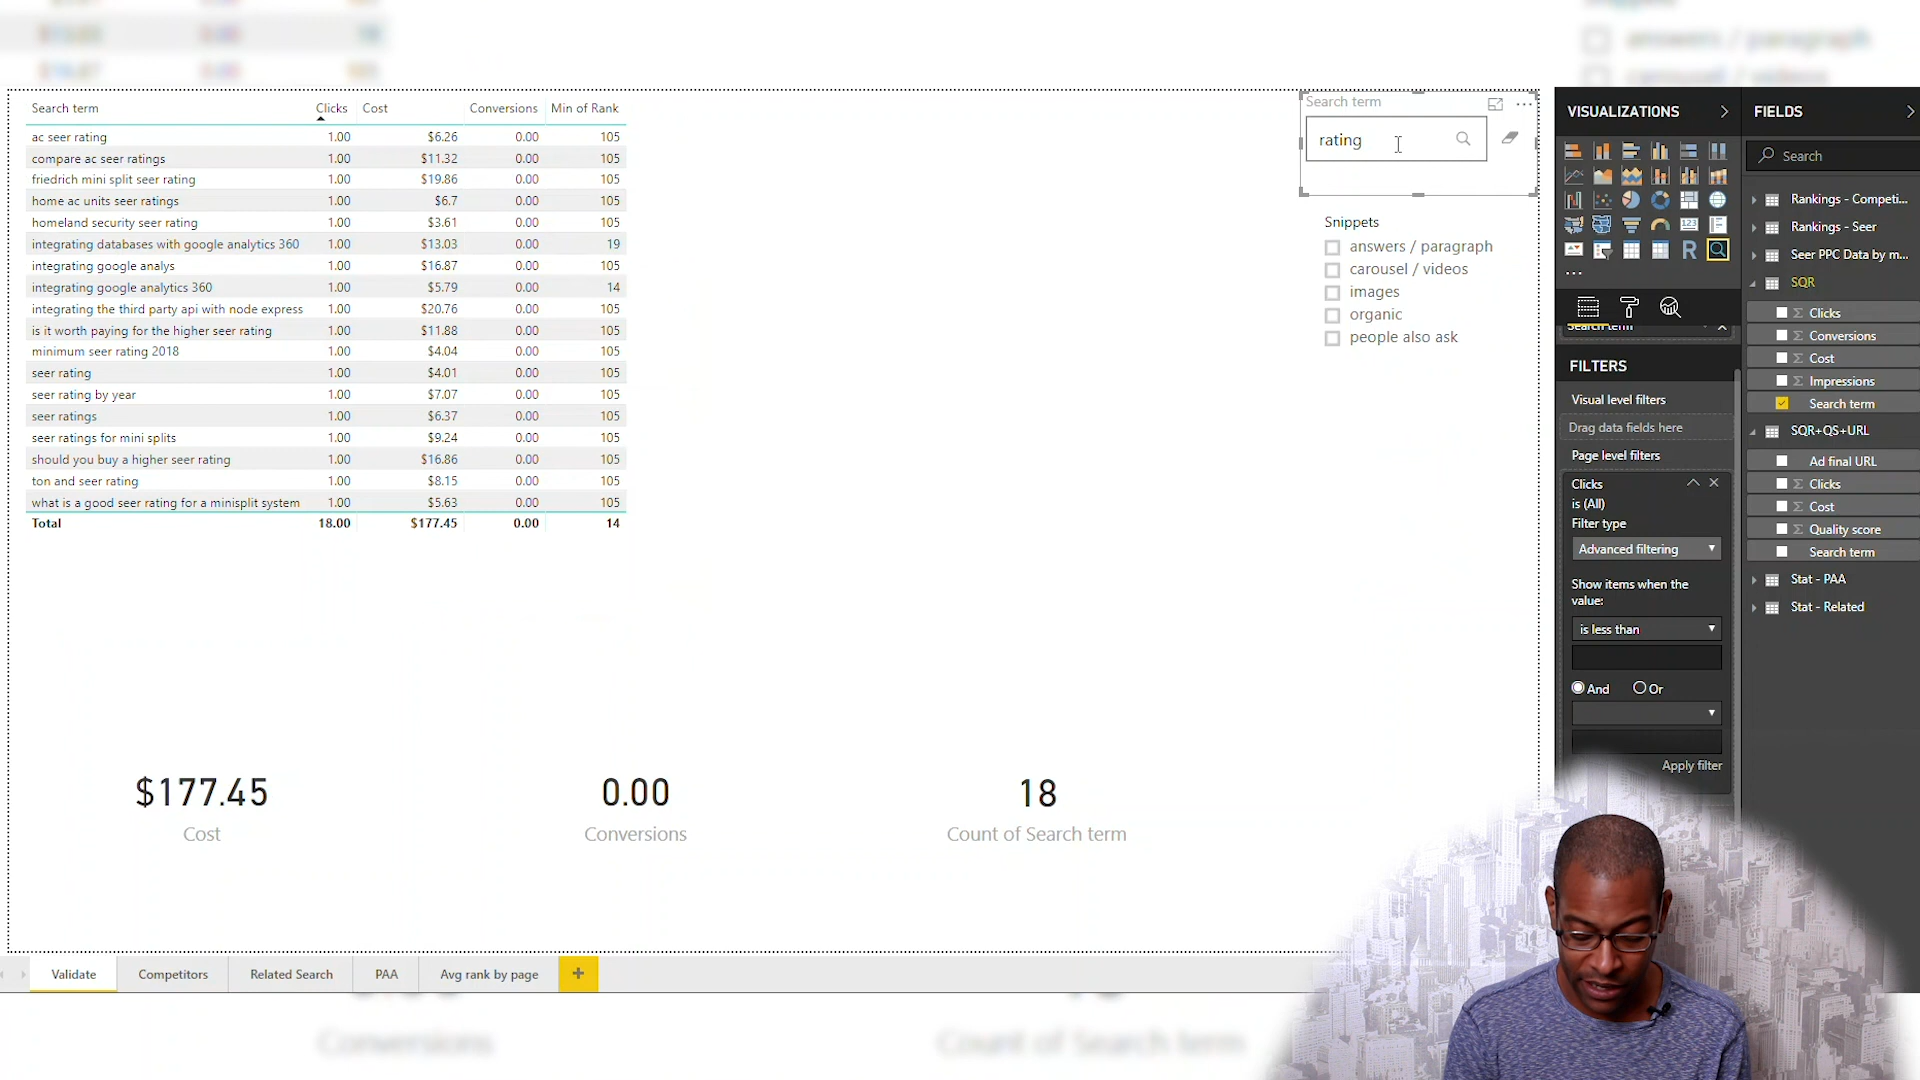 answers / paragraph
carousel / videos
Search term Clicks Cost Conversions Min of Rank
ac seer rating 1.00 $6.26 0.00 105
compare ac seer ratings 1.00 $11.32 0.00 105
friedrich mini split seer rating 1.00 $19.86 0.00 105
home ac units seer ratings 1.00 $6.7 0.00 105
homeland security seer rating 1.00 $3.61 0.00 105
integrating databases with google analytics 360 1.00 $13.03 0.00 19
integrating google analys 1.00 $16.87 0.00 105
integrating google analytics 360 1.00 $5.79 0.00 14
integrating the third party api with node express 1.00 $20.76 0.00 105
is it worth paying for the higher seer rating 1.00 $11.88 0.00 105
minimum seer rating 2018 1.00 $4.04 0.00 105
seer rating 1.00 $4.01 0.00 105
seer rating by year 1.00 $7.07 0.00 105
seer ratings 1.00 $6.37 0.00 105
seer ratings for mini splits 1.00 $9.24 0.00 105
should you buy a higher seer rating 1.00 $16.86 0.00 105
ton and seer rating 1.00 $8.15 0.00 105
what is a good seer rating for a minisplit system 1.00 $5.63 0.00 105
Total 18.00 $177.45 0.00 14
Search term
rating
Snippets
answers / paragraph
carousel / videos
images
organic
people also ask
$177.45
Cost
0.00
Conversions
18
Count of Search term
Validate Competitors Related Search PAA Avg rank by page +
VISUALIZATIONS
123
R
Search term
FILTERS
Visual level filters
Drag data fields here
Page level filters
Clicks
is (All)
Filter type
Advanced filtering
Show items when the
value:
is less than
And Or
Apply filter
FIELDS
Search
Rankings - Competi...
Rankings - Seer
Seer PPC Data by m...
SQR
Σ Clicks
Σ Conversions
Σ Cost
Σ Impressions
Search term
SQR+QS+URL
Ad final URL
Σ Clicks
Σ Cost
Σ Quality score
Search term
Stat - PAA
Stat - Related
Conversions
Count of Search term